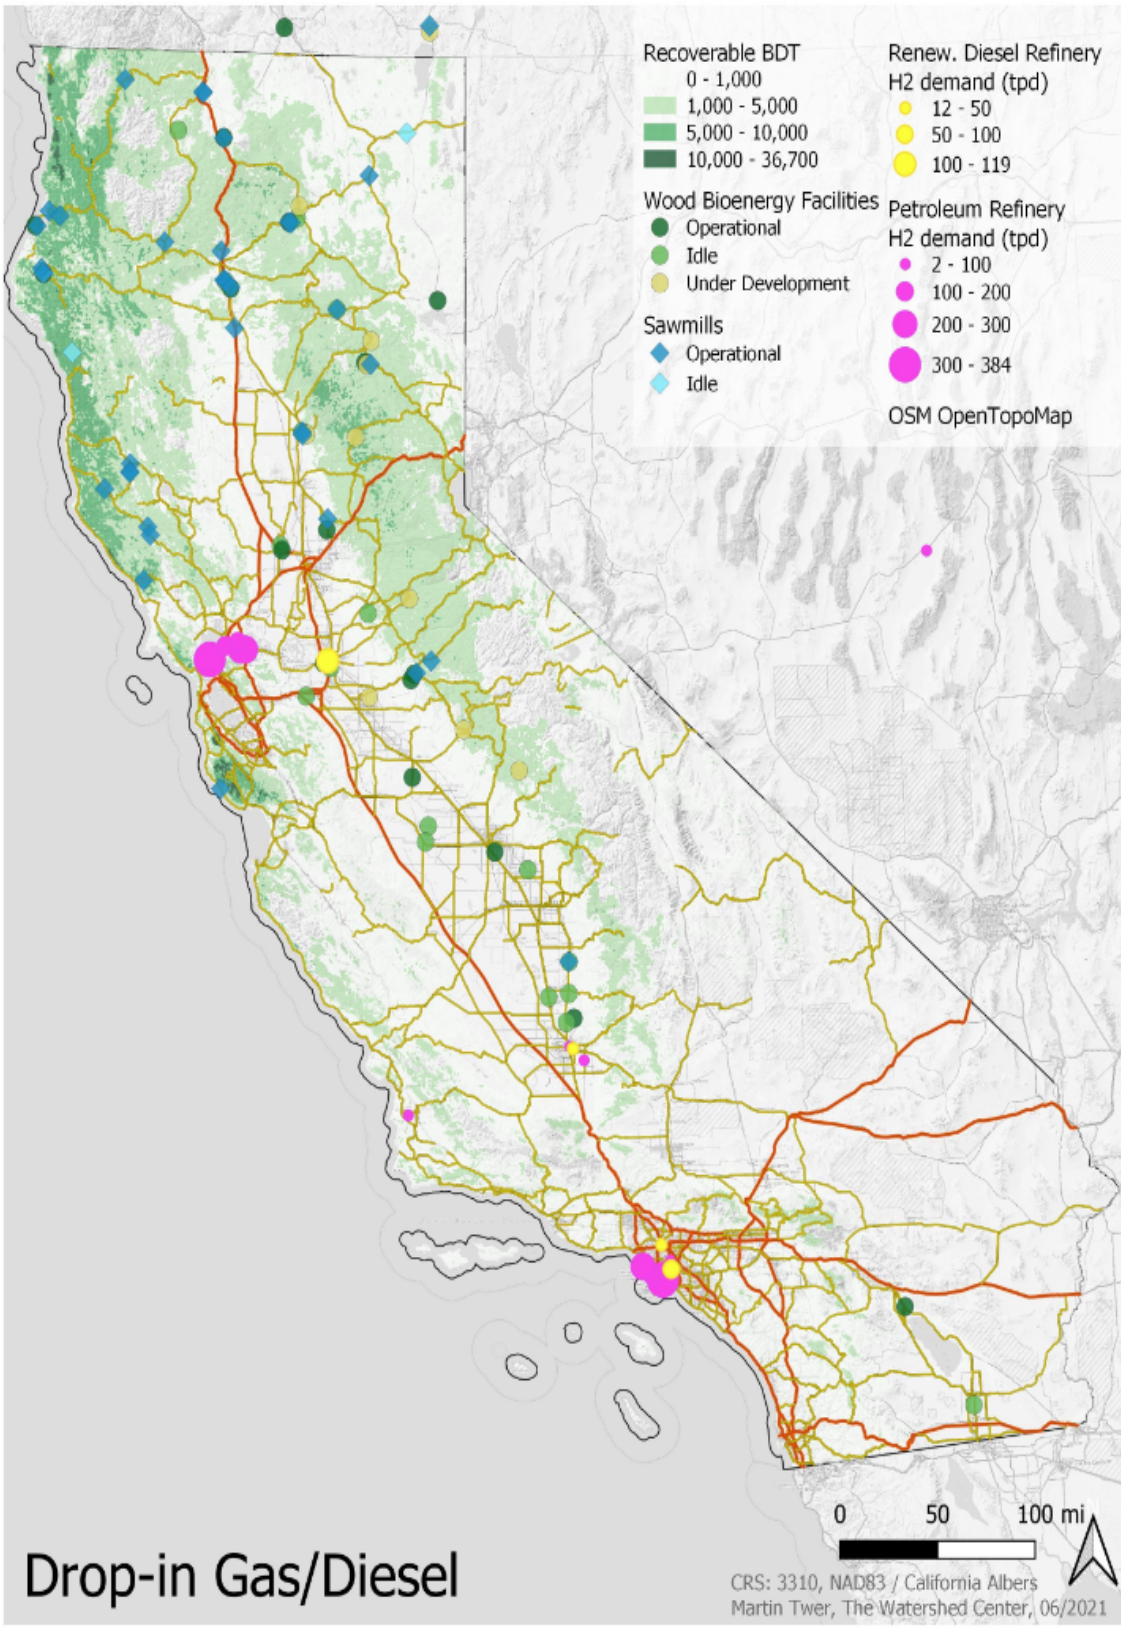 Recoverable BDT
0 - 1,000
1,000 - 5,000
5,000 - 10,000
10,000 - 36,700
Wood Bioenergy Facilities
Operational
Idle
Under Development
Sawmills
Operational
Idle
Renew. Diesel Refinery
H2 demand (tpd)
12 - 50
50 - 100
100 - 119
Petroleum Refinery
H2 demand (tpd)
2 - 100
100 - 200
200 - 300
300 - 384
OSM OpenTopoMap
0 50 100 mi
Drop-in Gas/Diesel
CRS: 3310, NAD83 / California Albers
Martin Twer, The Watershed Center, 06/2021